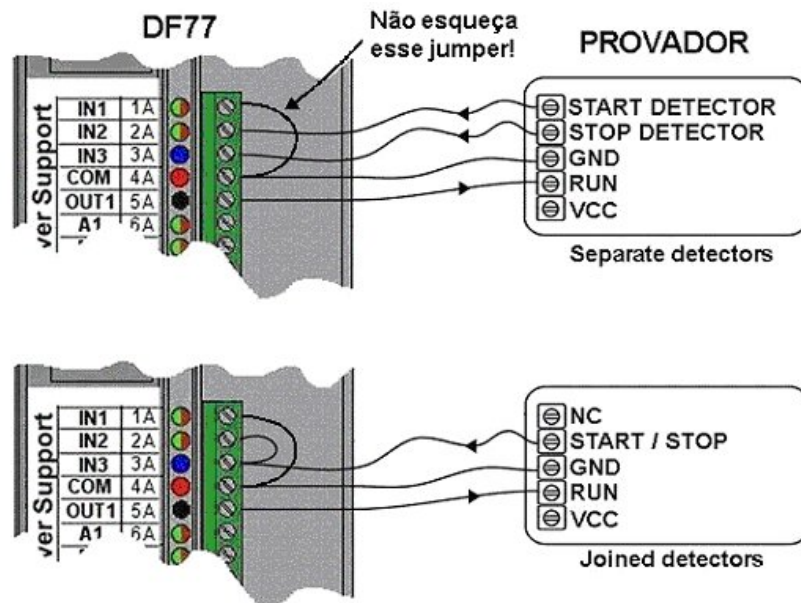 DF77
Não esqueça
esse jumper!
PROVADOR
ver Support
IN1 1A
IN2 2A
IN3 3A
COM 4A
OUT1 5A
A1 6A
START DETECTOR
STOP DETECTOR
GND
RUN
VCC
Separate detectors
ver Support
IN1 1A
IN2 2A
IN3 3A
COM 4A
OUT1 5A
A1 6A
NC
START / STOP
GND
RUN
VCC
Joined detectors